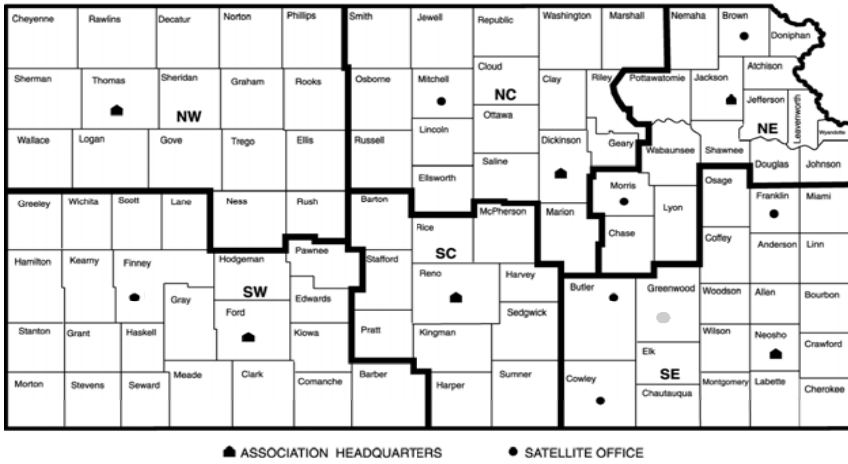 Cheyenne Rawlins Decatur Norton Phillips Smith Jewell Republic Washington Marshall Nemaha Brown
Doniphan
Sherman Thomas Sheridan Graham Rooks Osborne Mitchell Cloud Clay Riley Pottawatomie Jackson Atchison
NW
NC
Jefferson
Leavenworth
Wyandotte
NE
Wallace Logan Gove Trego Ellis Russell Lincoln Ottawa Dickinson Geary Wabaunsee Shawnee Douglas Johnson
Saline
Ellsworth
Greeley Wichita Scott Lane Ness Rush Barton Rice McPherson Marion Morris Lyon Osage Franklin Miami
Chase
SC
Hamilton Kearny Finney Hodgeman Pawnee Stafford Reno Harvey Coffey Anderson Linn
SW
Gray Ford Edwards Sedgwick Butler Greenwood Woodson Allen Bourbon
Stanton Grant Haskell Kiowa Pratt Kingman Wilson Neosho Crawford
Elk
SE
Morton Stevens Seward Meade Clark Comanche Barber Harper Sumner Cowley Chautauqua Montgomery Labette Cherokee
ASSOCIATION HEADQUARTERS SATELLITE OFFICE